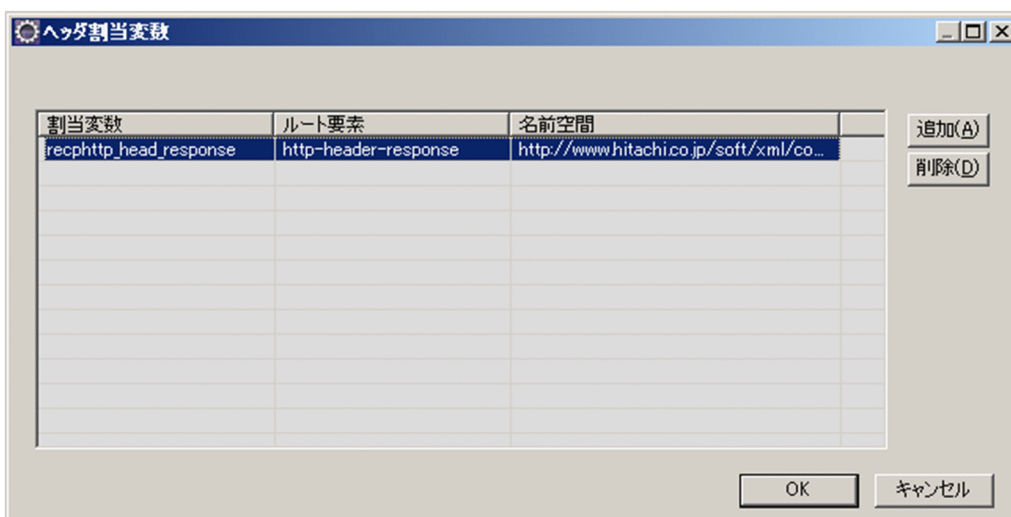 ヘッダ割当変数
割当変数 ルート要素 名前空間
recphttp_head_response http-header-response http://www.hitachi.co.jp/soft/xml/co...
追加(A)
削除(D)
OK キャンセル